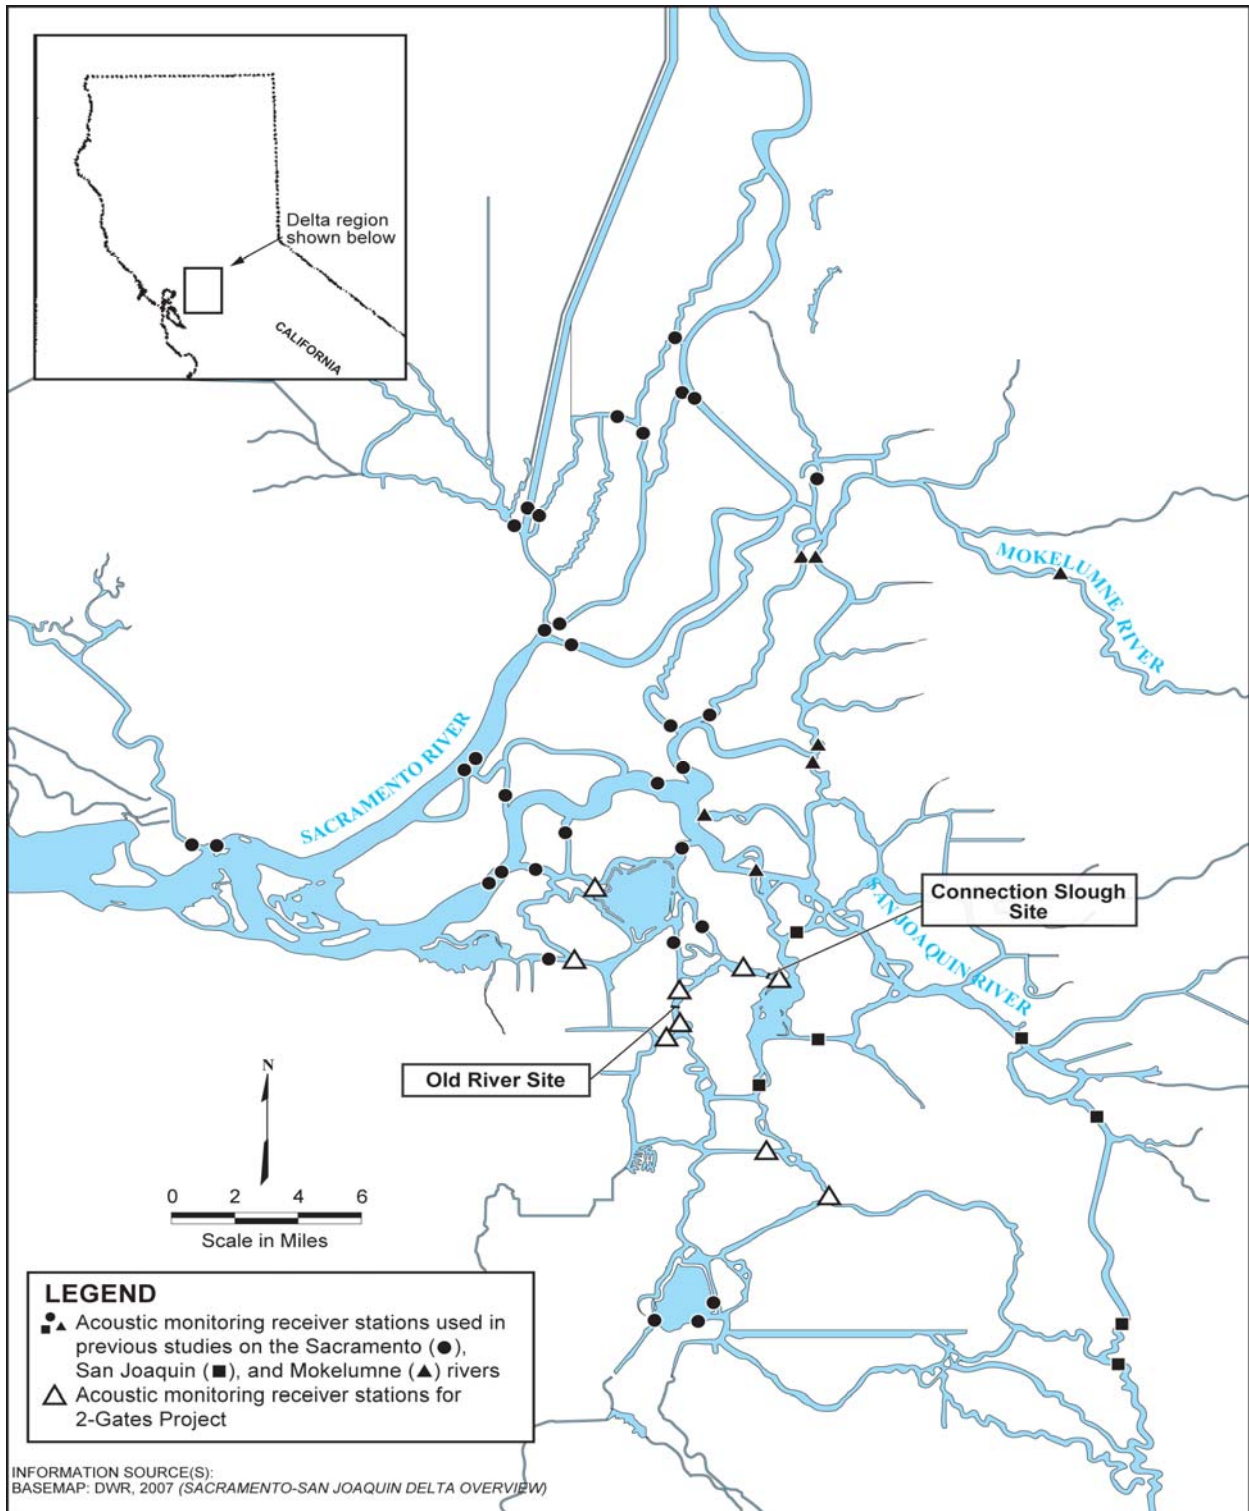 Delta region
shown below
CALIFORNIA
MOKELUMNE RIVER
SACRAMENTO RIVER
SAN JOAQUIN RIVER
Connection Slough
Site
Old River Site
N
0 2 4 6
Scale in Miles
LEGEND
Acoustic monitoring receiver stations used in
previous studies on the Sacramento (●),
San Joaquin (■), and Mokelumne (▲) rivers
Acoustic monitoring receiver stations for
2-Gates Project
INFORMATION SOURCE(S):
BASEMAP: DWR, 2007 (SACRAMENTO-SAN JOAQUIN DELTA OVERVIEW)